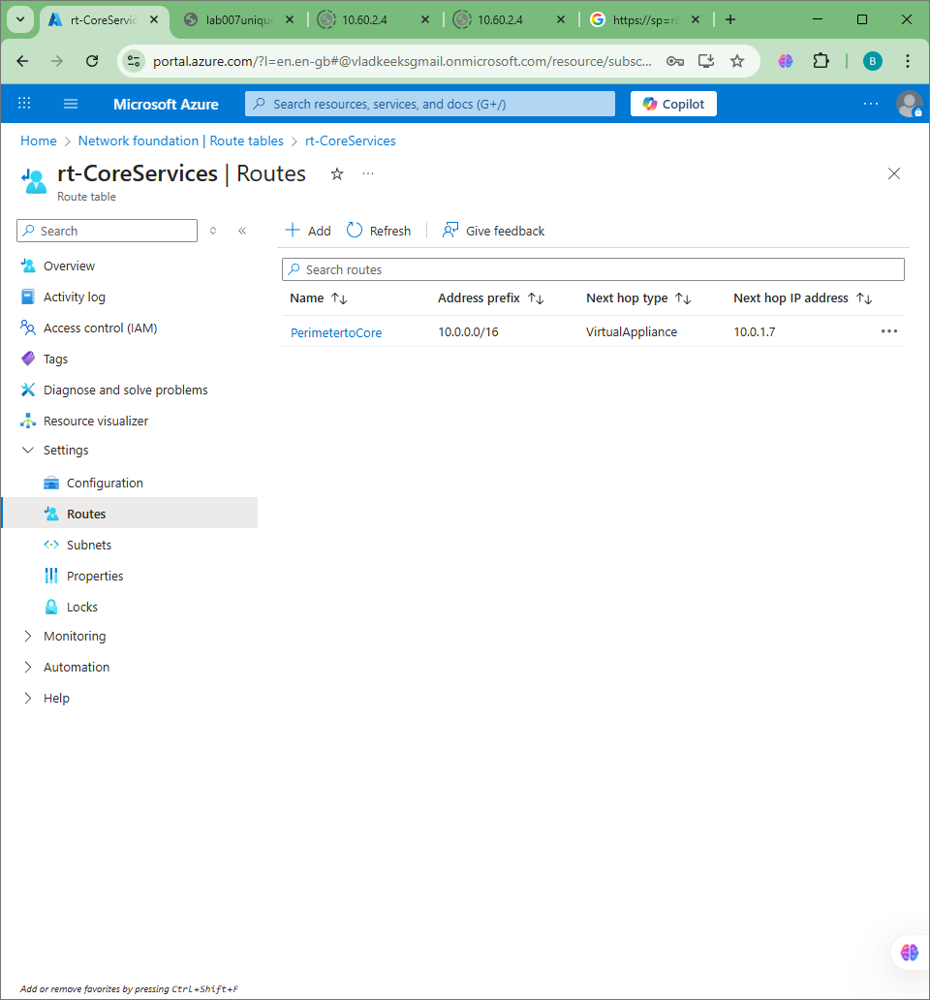 rt-CoreServic
lab007unique
10.60.2.4
10.60.2.4
https://sp=r&
portal.azure.com/?l=en.en-gb#@vladkeeksgmail.onmicrosoft.com/resource/subsc...
B
Microsoft Azure
Search resources, services, and docs (G+/)
Copilot
Home > Network foundation | Route tables > rt-CoreServices
rt-CoreServices | Routes
Route table
Search
Add
Refresh
Give feedback
Overview
Activity log
Access control (IAM)
Tags
Diagnose and solve problems
Resource visualizer
Settings
Configuration
Routes
Subnets
Properties
Locks
Monitoring
Automation
Help
Search routes
Name Address prefix Next hop type Next hop IP address
PerimetertoCore 10.0.0.0/16 VirtualAppliance 10.0.1.7
Add or remove favorites by pressing Ctrl+Shift+F